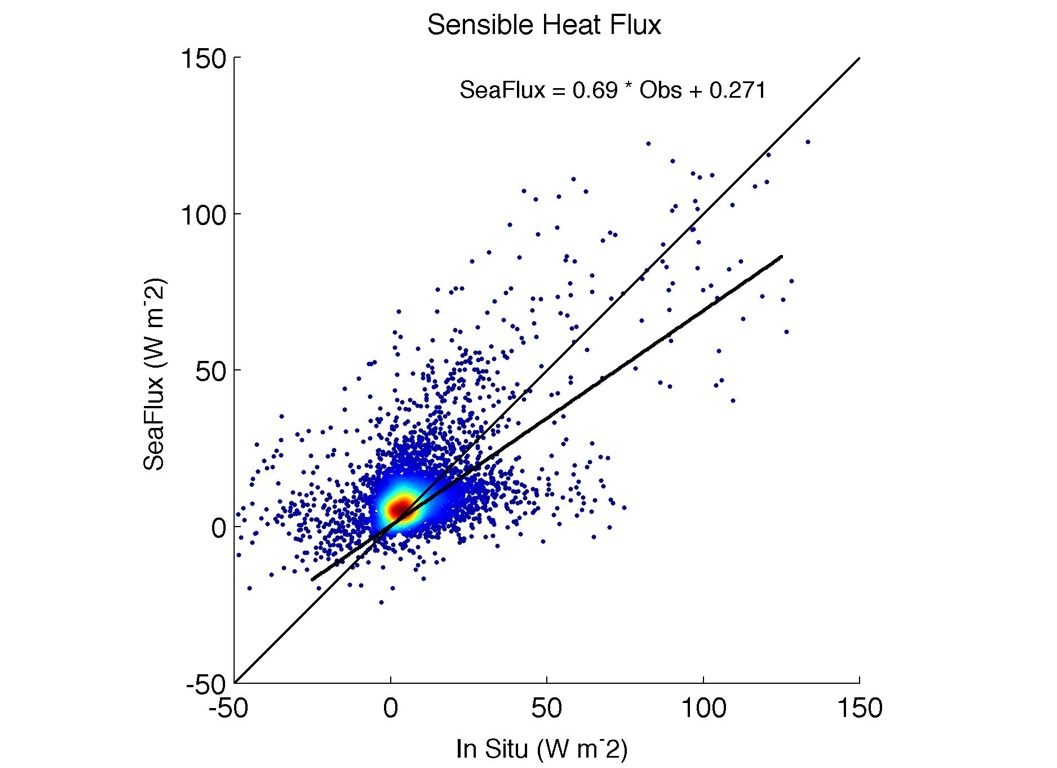 Sensible Heat Flux
150
SeaFlux = 0.69 * Obs + 0.271
100
SeaFlux (W m-2)
50
0
-50
-50 0 50 100 150
In Situ (W m-2)